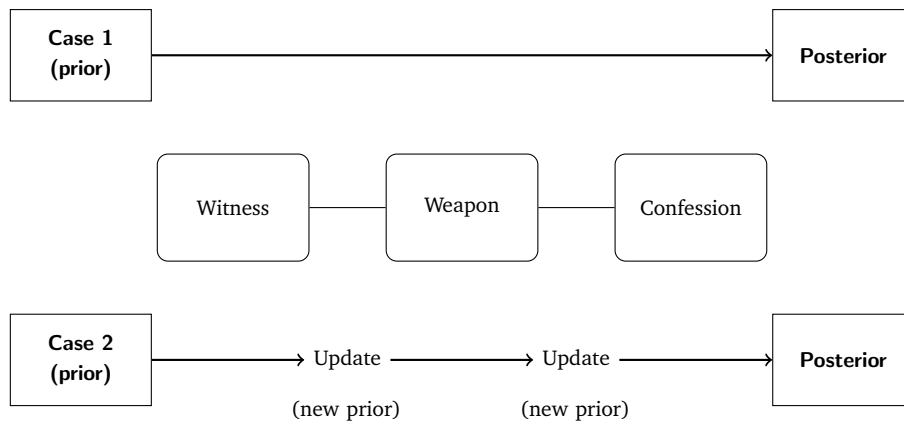 Case 1
(prior)
Posterior
Witness
Weapon
Confession
Case 2
(prior)
Update
Update
Posterior
(new prior)
(new prior)